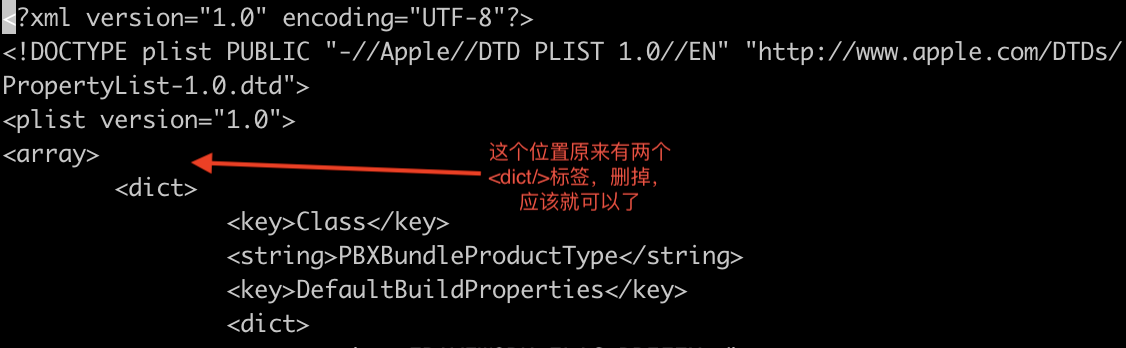 <?xml version="1.0" encoding="UTF-8"?>
<!DOCTYPE plist PUBLIC "-//Apple//DTD PLIST 1.0//EN" "http://www.apple.com/DTDs/
PropertyList-1.0.dtd">
<plist version="1.0">
<array>
这个位置原来有两个
<dict/>标签，删掉，
应该就可以了
<dict>
<key>Class</key>
<string>PBXBundleProductType</string>
<key>DefaultBuildProperties</key>
<dict>